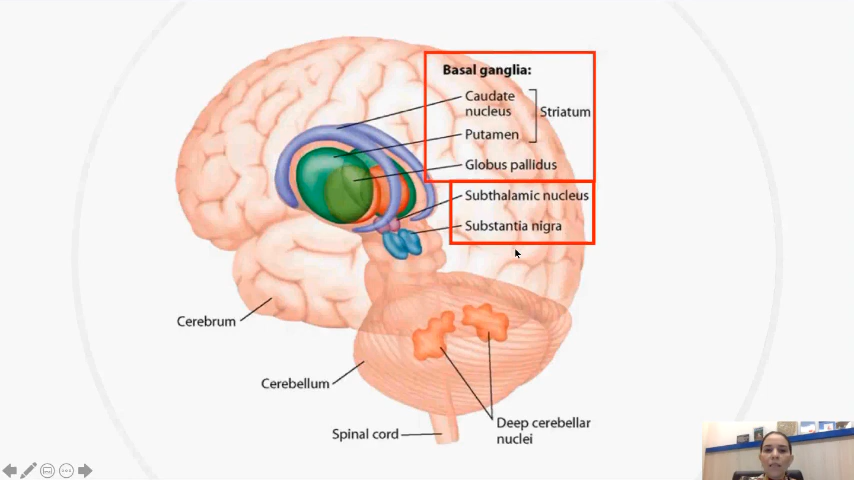 Basal ganglia:
Caudate
nucleus
Striatum
Putamen
Globus pallidus
Subthalamic nucleus
Substantia nigra
Cerebrum
Cerebellum
Deep cerebellar
nuclei
Spinal cord